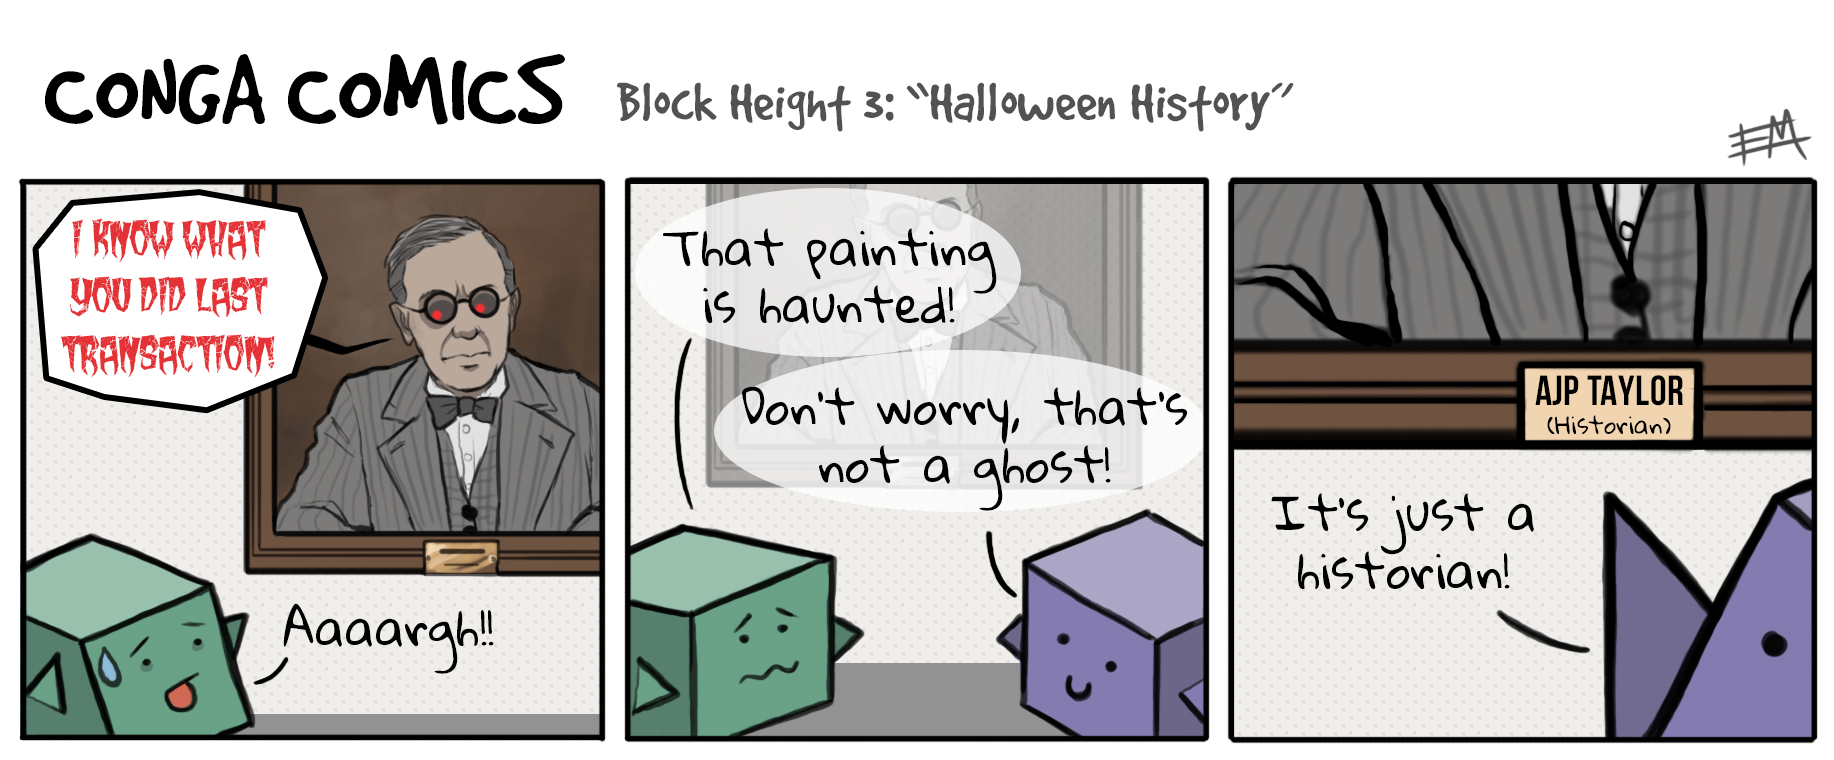 CONGA COMICS
Block Height 3: “Halloween History”
EM
I KNOW WHAT
YOU DID LAST
TRANSACTION!
Aaaargh!!
That painting
is haunted!
Don't worry, that's
not a ghost!
AJP TAYLOR
(Historian)
It's just a
historian!